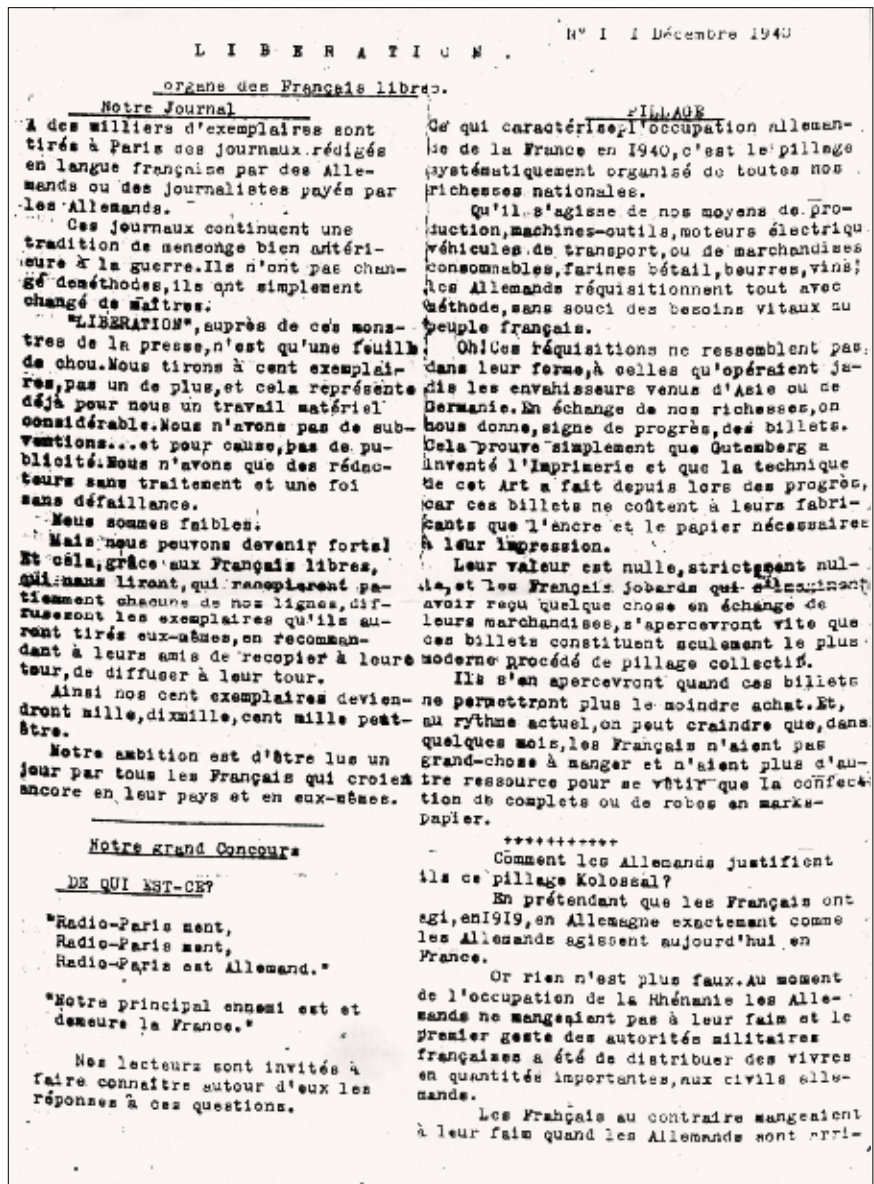 N° I I Décembre 1940
L I B E R A T I O N .
organe des Français libres.
Notre Journal
A des milliers d'exemplaires sont
tirés à Paris des journaux.rédigés
en langue française par des Alle-
mands ou des journalistes payés par
les Allemands.
Ces journaux continuent une
tradition de mensonge bien antéri-
eure à la guerre.Ils n'ont pas chan-
gé deméthodes,ils ont simplement
changé de maîtres.
"LIBERATION",auprès de ces mons-
tres de la presse,n'est qu'une feuille
de chou.Nous tirons à cent exemplai-
res,pas un de plus,et cela représente
déjà pour nous un travail matériel
considérable.Nous n'avons pas de sub-
ventions...et pour cause,pas de pu-
blicité.Nous n'avons que des rédac-
teurs sans traitement et une foi
sans défaillance.
Nous sommes faibles.
Mais nous pouvons devenir forts!
Et cela,grâce aux Français libres,
qui nous liront,qui recopieront pa-
tiemment chacune de nos lignes,dif-
fuseront les exemplaires qu'ils au-
ront tirés eux-mêmes,en recomman-
dant à leurs amis de recopier à leure
tour,de diffuser à leur tour.
Ainsi nos cent exemplaires devien-
dront mille,dixmille,cent mille peut-
être.
Notre ambition est d'être lus un
jour par tous les Français qui croient
encore en leur pays et en eux-mêmes.
Notre grand Concours
DE QUI EST-CE?
"Radio-Paris ment,
Radio-Paris ment,
Radio-Paris est Allemand."
"Notre principal ennemi est et
demeure la France."
Nos lecteurs sont invités à
faire connaître autour d'eux les
réponses à ces questions.
PILLAGE
Ce qui caractérise l'occupation alleman-
de de la France en I940,c'est le pillage
systématiquement organisé de toutes nos
richesses nationales.
Qu'il s'agisse de nos moyens de pro-
duction,machines-outils,moteurs électriqu
véhicules de transport,ou de marchandises
consommables,farines bétail,beurres,vins;
les Allemands réquisitionnent tout avec
méthode,sans souci des besoins vitaux du
peuple français.
Oh!Ces réquisitions ne ressemblent pas,
dans leur forme,à celles qu'opéraient ja-
dis les envahisseurs venus d'Asie ou de
Germanie.En échange de nos richesses,on
nous donne,signe de progrès,des billets.
Cela prouve simplement que Gutemberg a
inventé l'Imprimerie et que la technique
de cet Art a fait depuis lors des progrès,
car ces billets ne coûtent à leurs fabri-
cants que l'encre et le papier nécessaires
à leur impression.
Leur valeur est nulle,strictement nul-
le,et les Français jobards qui s'imaginent
avoir reçu quelque chose en échange de
leurs marchandises,s'apercevront vite que
ces billets constituent seulement le plus
moderne procédé de pillage collectif.
Ils s'en apercevront quand ces billets
ne permettront plus le moindre achat.Et,
au rythme actuel,on peut craindre que,dans
quelques mois,les Français n'aient pas
grand-chose à manger et n'aient plus d'au-
tre ressource pour se vêtir que la confec-
tion de complets ou de robes en marks-
papier.
+++++++++++
Comment les Allemands justifient
ils ce pillage Kolossal?
En prétendant que les Français ont
agi,enI9I9,en Allemagne exactement comme
les Allemands agissent aujourd'hui en
France.
Or rien n'est plus faux.Au moment
de l'occupation de la Rhénanie les Alle-
mands ne mangeaient pas à leur faim et le
premier geste des autorités militaires
françaises a été de distribuer des vivres
en quantités importantes,aux civils alle-
mands.
Les Frahçais au contraire mangeaient
à leur faim quand les Allemands sont arri-